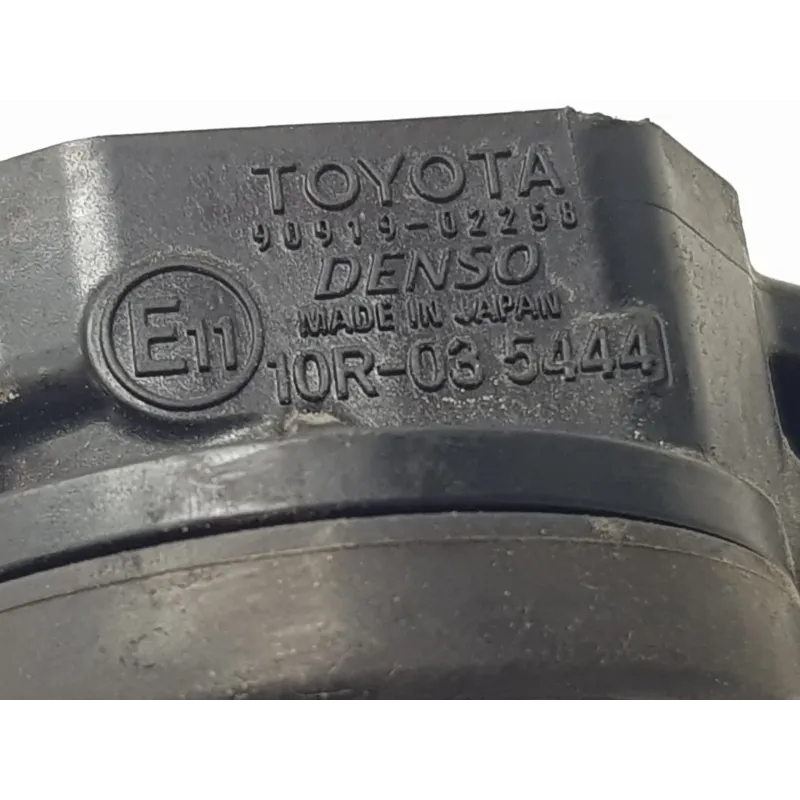 TOYOTA
90919-02258
DENSO
MADE IN JAPAN
E11
10R-03 5444